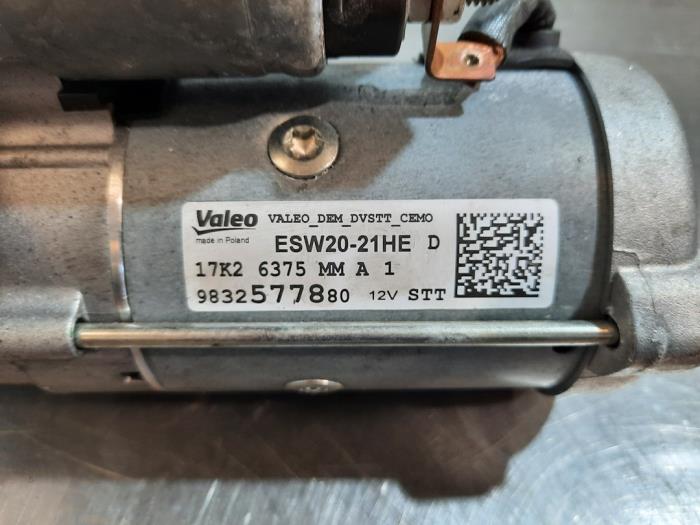 Valeo VALEO_DEM_DVSTT_CEMO
made in Poland ESW20-21HE D
17K2 6375 MM A 1
9832577880 12V STT